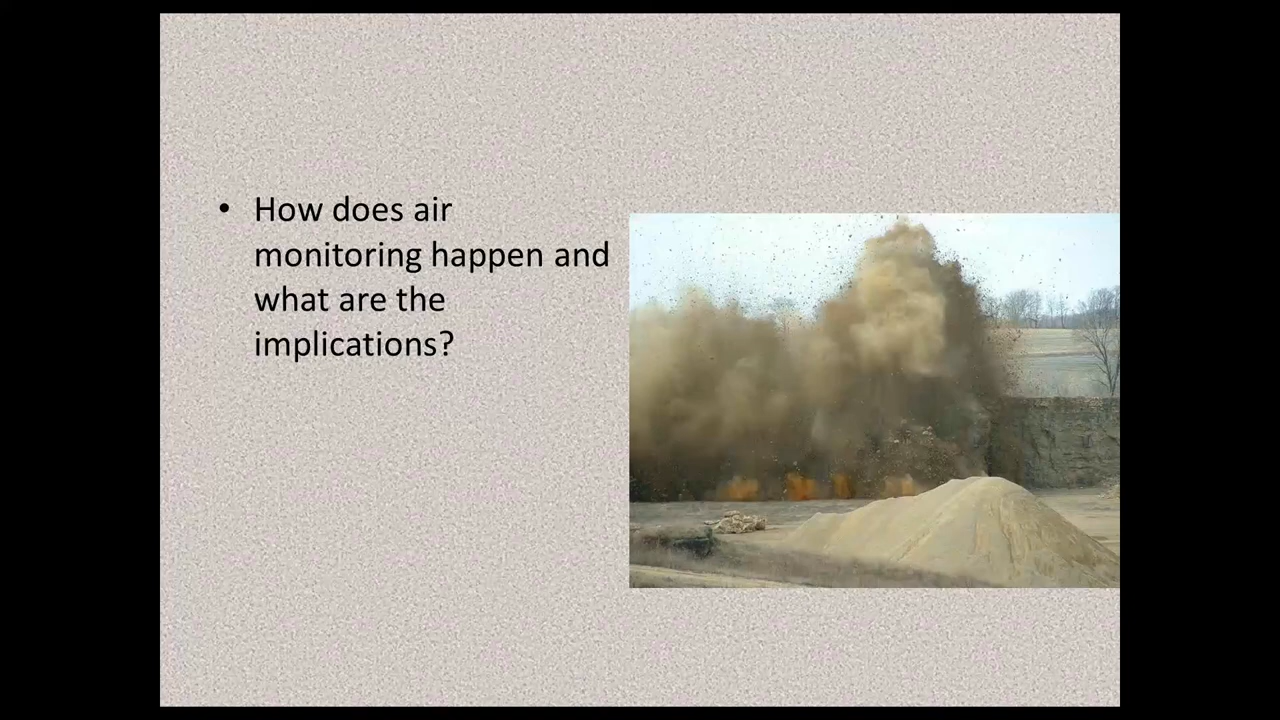 • How does air
monitoring happen and
what are the
implications?